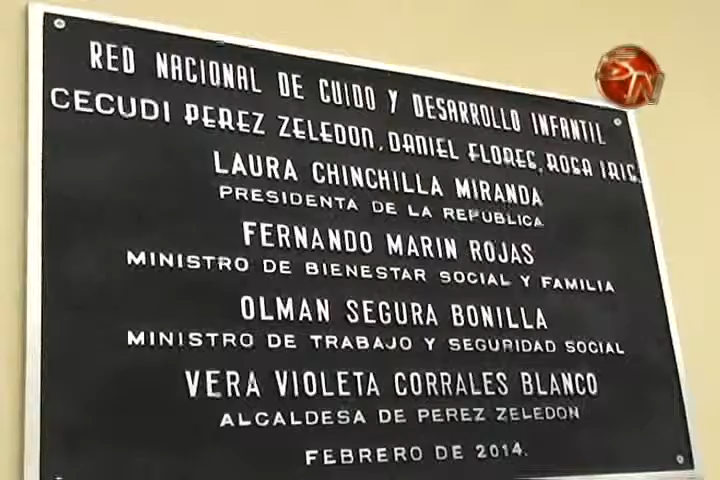 RED NACIONAL DE CUIDO Y DESARROLLO INFANTIL
CECUDI PEREZ ZELEDON, DANIEL FLORES, ROSA IRIS.
LAURA CHINCHILLA MIRANDA
PRESIDENTA DE LA REPUBLICA
FERNANDO MARIN ROJAS
MINISTRO DE BIENESTAR SOCIAL Y FAMILIA
OLMAN SEGURA BONILLA
MINISTRO DE TRABAJO Y SEGURIDAD SOCIAL
VERA VIOLETA CORRALES BLANCO
ALCALDESA DE PEREZ ZELEDON
FEBRERO DE 2014.